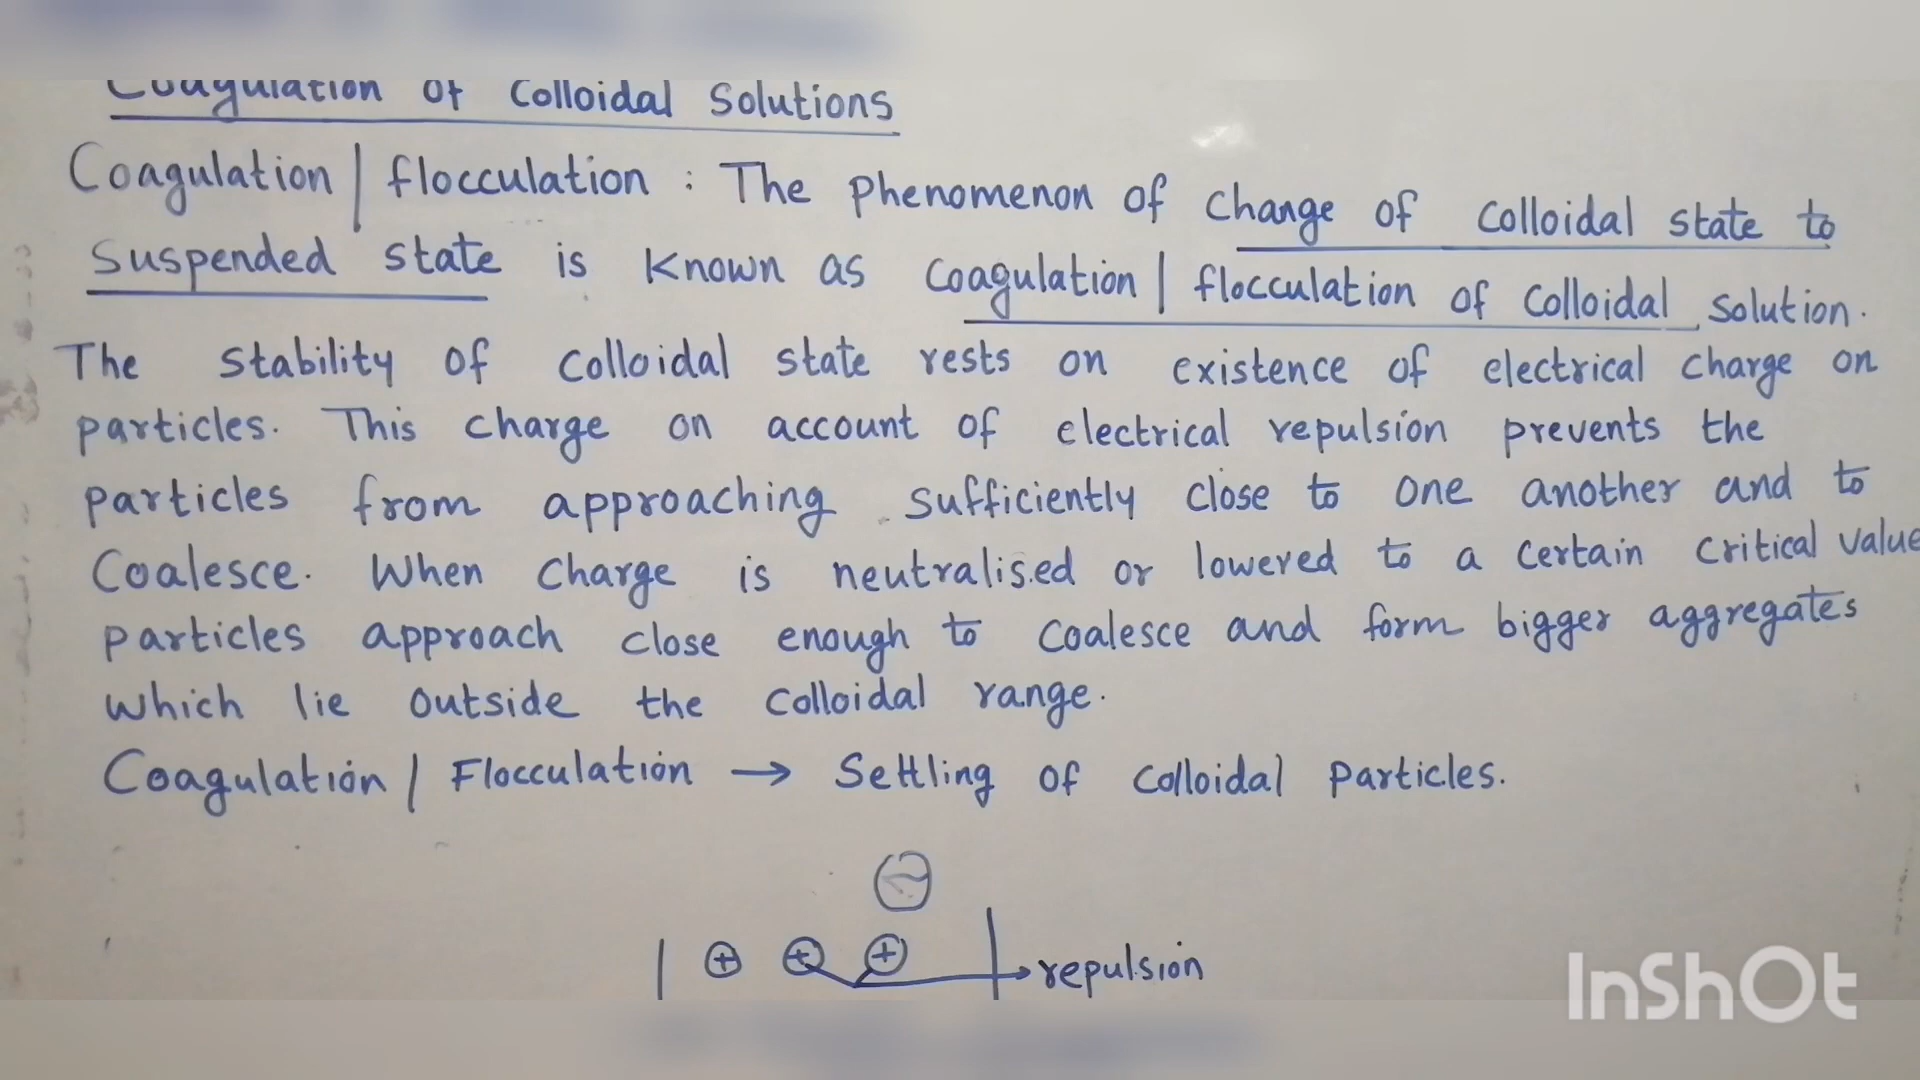 Coagulation of Colloidal Solutions
Coagulation | flocculation : The phenomenon of change of colloidal state to
suspended state is known as coagulation | flocculation of colloidal solution.
The stability of colloidal state rests on existence of electrical charge on
particles. This charge on account of electrical repulsion prevents the
particles from approaching sufficiently close to one another and to
Coalesce. When charge is neutralised or lowered to a certain critical value
particles approach close enough to coalesce and form bigger aggregates
which lie outside the colloidal range.
Coagulation | Flocculation → Settling of colloidal particles.
−
+ + + → repulsion
InShOt